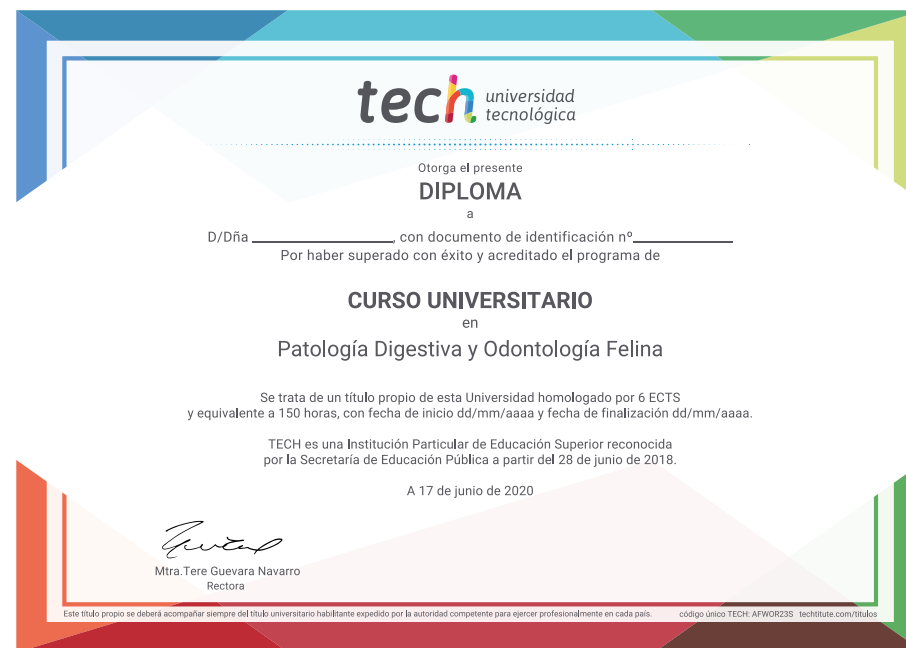 tech universidad
tecnológica
Otorga el presente
DIPLOMA
a
D/Dña ____________________, con documento de identificación nº______________
Por haber superado con éxito y acreditado el programa de
CURSO UNIVERSITARIO
en
Patología Digestiva y Odontología Felina
Se trata de un título propio de esta Universidad homologado por 6 ECTS
y equivalente a 150 horas, con fecha de inicio dd/mm/aaaa y fecha de finalización dd/mm/aaaa.
TECH es una Institución Particular de Educación Superior reconocida
por la Secretaría de Educación Pública a partir del 28 de junio de 2018.
A 17 de junio de 2020
Mtra.Tere Guevara Navarro
Rectora
Este título propio se deberá acompañar siempre del título universitario habilitante expedido por la autoridad competente para ejercer profesionalmente en cada país. código único TECH: AFWOR23S techtitute.com/titulos